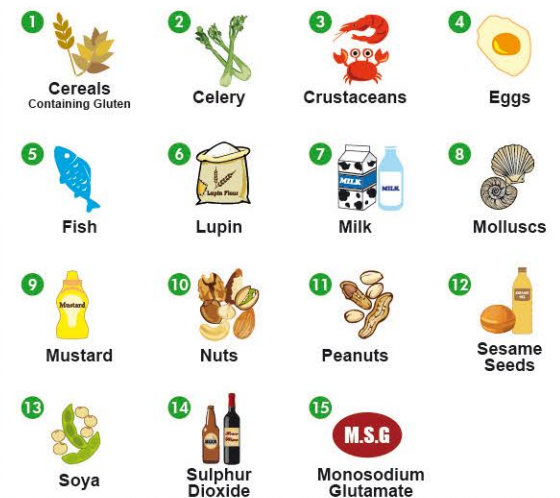 1 2 3 4
Cereals
Containing Gluten
Celery
Crustaceans
Eggs
5 6 7 8
Lupin Flour
MILK
MILK
Fish
Lupin
Milk
Molluscs
9 10 11 12
Mustard
Mustard
Nuts
Peanuts
Sesame
Seeds
13 14 15
M.S.G
Soya
Sulphur
Dioxide
Monosodium
Glutamate